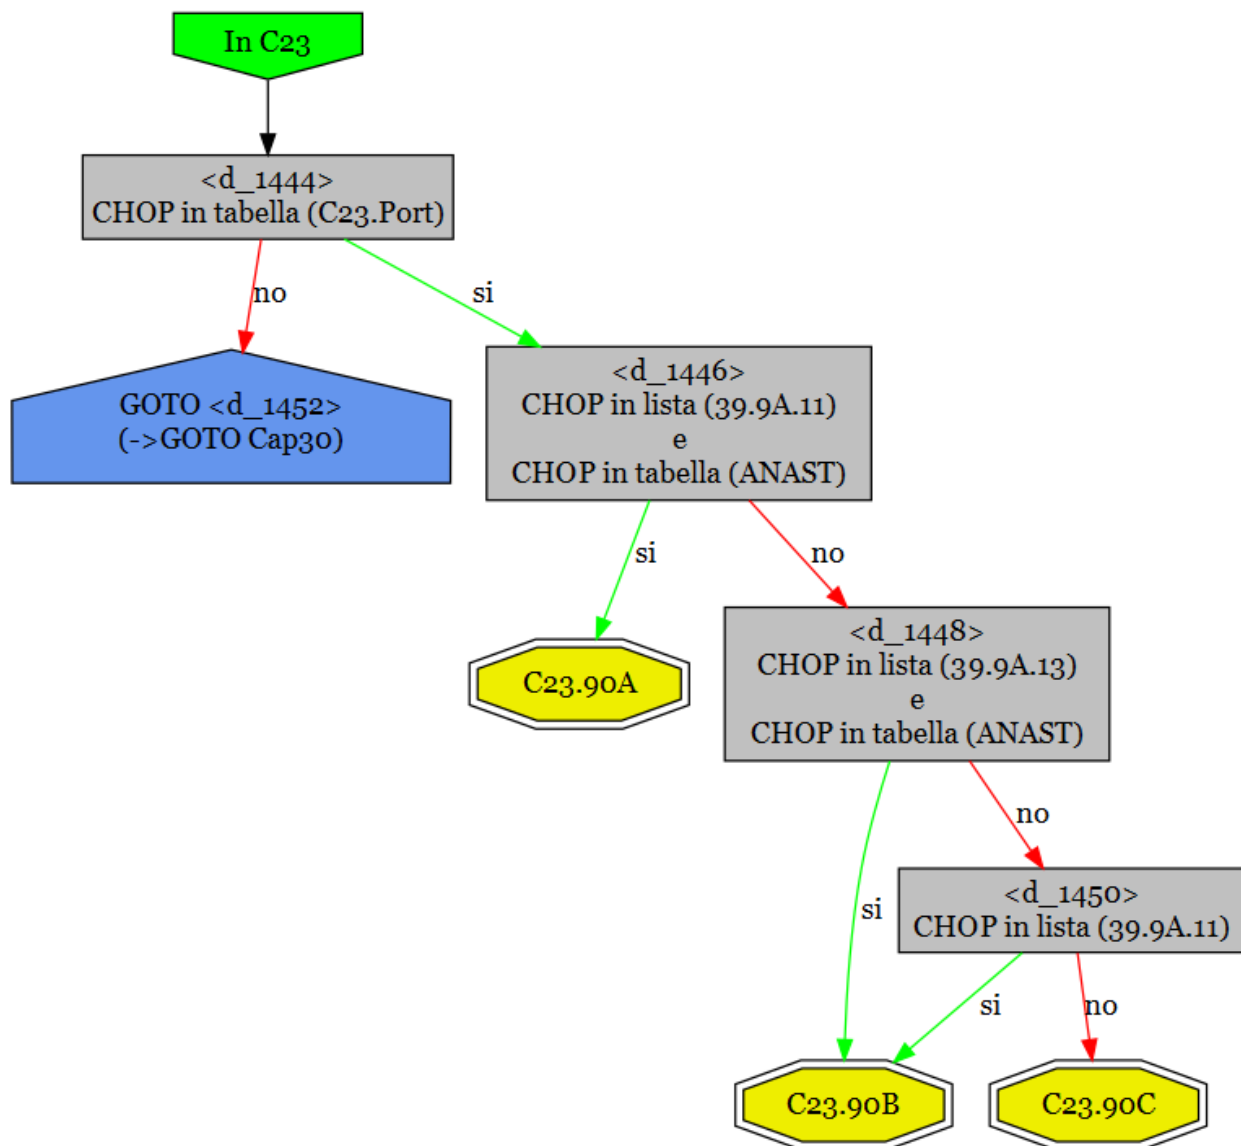 In C23
<d_1444>
CHOP in tabella (C23.Port)
no
si
GOTO <d_1452>
(->GOTO Cap30)
<d_1446>
CHOP in lista (39.9A.11)
e
CHOP in tabella (ANAST)
si
no
C23.90A
<d_1448>
CHOP in lista (39.9A.13)
e
CHOP in tabella (ANAST)
si
no
<d_1450>
CHOP in lista (39.9A.11)
si
no
C23.90B
C23.90C